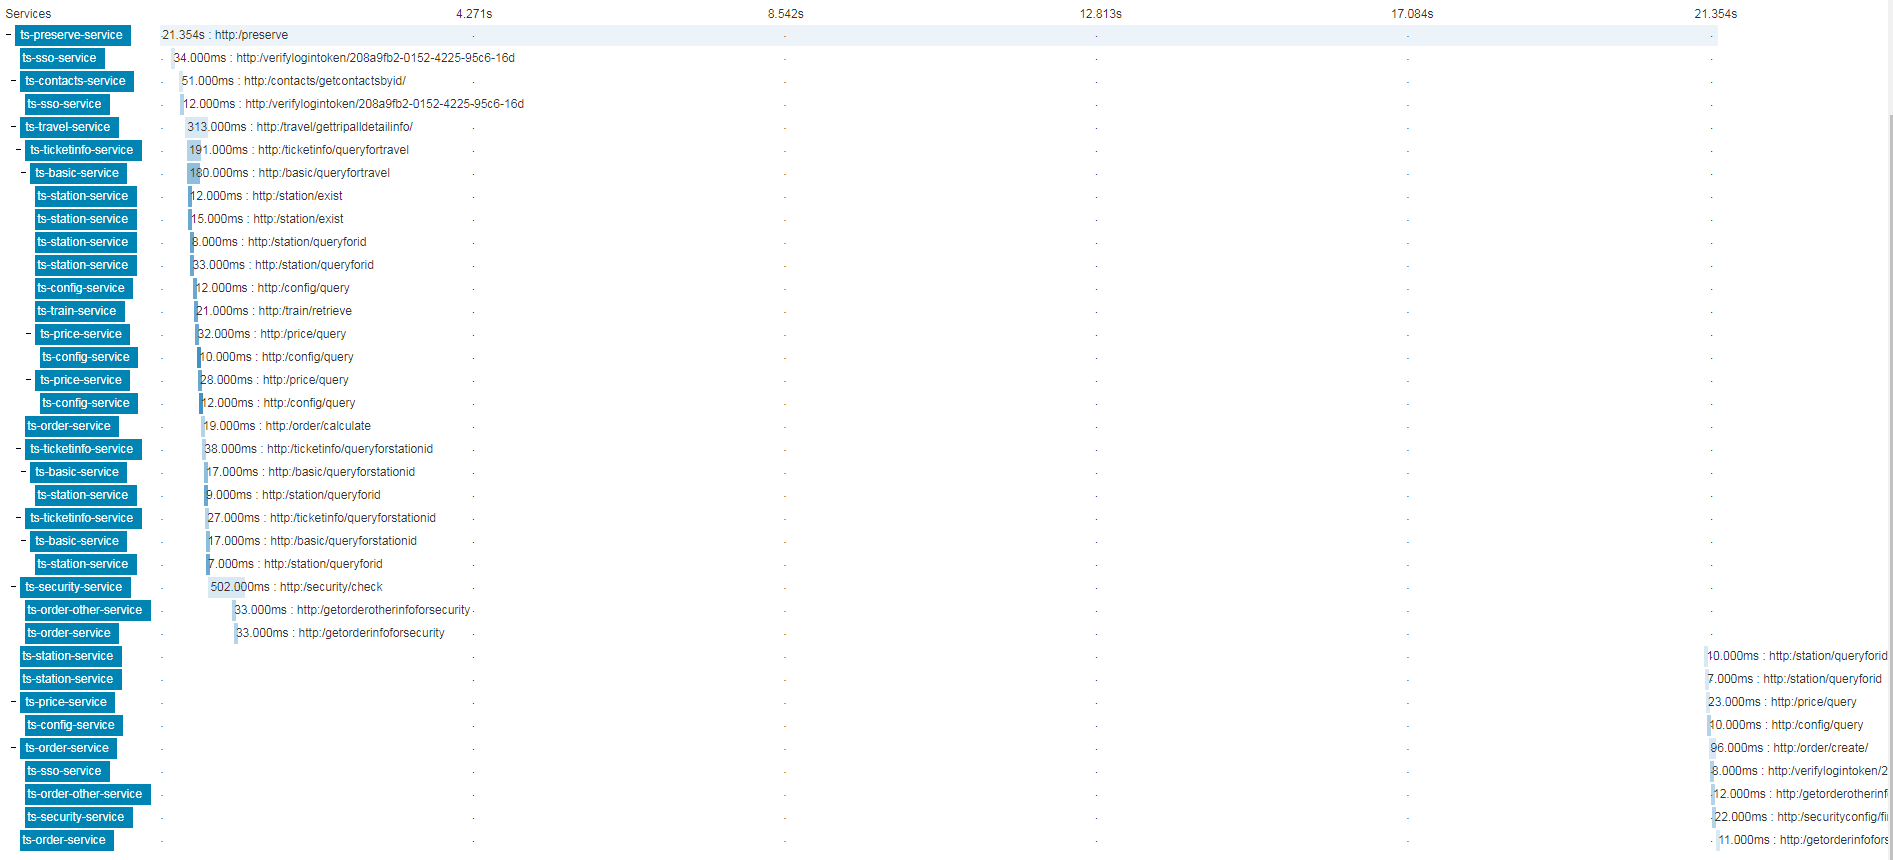 Services 4.271s 8.542s 12.813s 17.084s 21.354s
- ts-preserve-service 21.354s : http:/preserve
ts-sso-service 34.000ms : http:/verifylogintoken/208a9fb2-0152-4225-95c6-16d
- ts-contacts-service 51.000ms : http:/contacts/getcontactsbyid/
ts-sso-service 12.000ms : http:/verifylogintoken/208a9fb2-0152-4225-95c6-16d
- ts-travel-service 313.000ms : http:/travel/gettripalldetailinfo/
- ts-ticketinfo-service 191.000ms : http:/ticketinfo/queryfortravel
- ts-basic-service 180.000ms : http:/basic/queryfortravel
ts-station-service 12.000ms : http:/station/exist
ts-station-service 15.000ms : http:/station/exist
ts-station-service 8.000ms : http:/station/queryforid
ts-station-service 33.000ms : http:/station/queryforid
ts-config-service 12.000ms : http:/config/query
ts-train-service 21.000ms : http:/train/retrieve
- ts-price-service 32.000ms : http:/price/query
ts-config-service 10.000ms : http:/config/query
- ts-price-service 28.000ms : http:/price/query
ts-config-service 12.000ms : http:/config/query
ts-order-service 19.000ms : http:/order/calculate
- ts-ticketinfo-service 38.000ms : http:/ticketinfo/queryforstationid
- ts-basic-service 17.000ms : http:/basic/queryforstationid
ts-station-service 9.000ms : http:/station/queryforid
- ts-ticketinfo-service 27.000ms : http:/ticketinfo/queryforstationid
- ts-basic-service 17.000ms : http:/basic/queryforstationid
ts-station-service 7.000ms : http:/station/queryforid
- ts-security-service 502.000ms : http:/security/check
ts-order-other-service 33.000ms : http:/getorderotherinfoforsecurity
ts-order-service 33.000ms : http:/getorderinfoforsecurity
ts-station-service 10.000ms : http:/station/queryforid
ts-station-service 7.000ms : http:/station/queryforid
- ts-price-service 23.000ms : http:/price/query
ts-config-service 10.000ms : http:/config/query
- ts-order-service 96.000ms : http:/order/create/
ts-sso-service 8.000ms : http:/verifylogintoken/2
ts-order-other-service 12.000ms : http:/getorderotherinf
ts-security-service 22.000ms : http:/securityconfig/fi
ts-order-service 11.000ms : http:/getorderinfofors